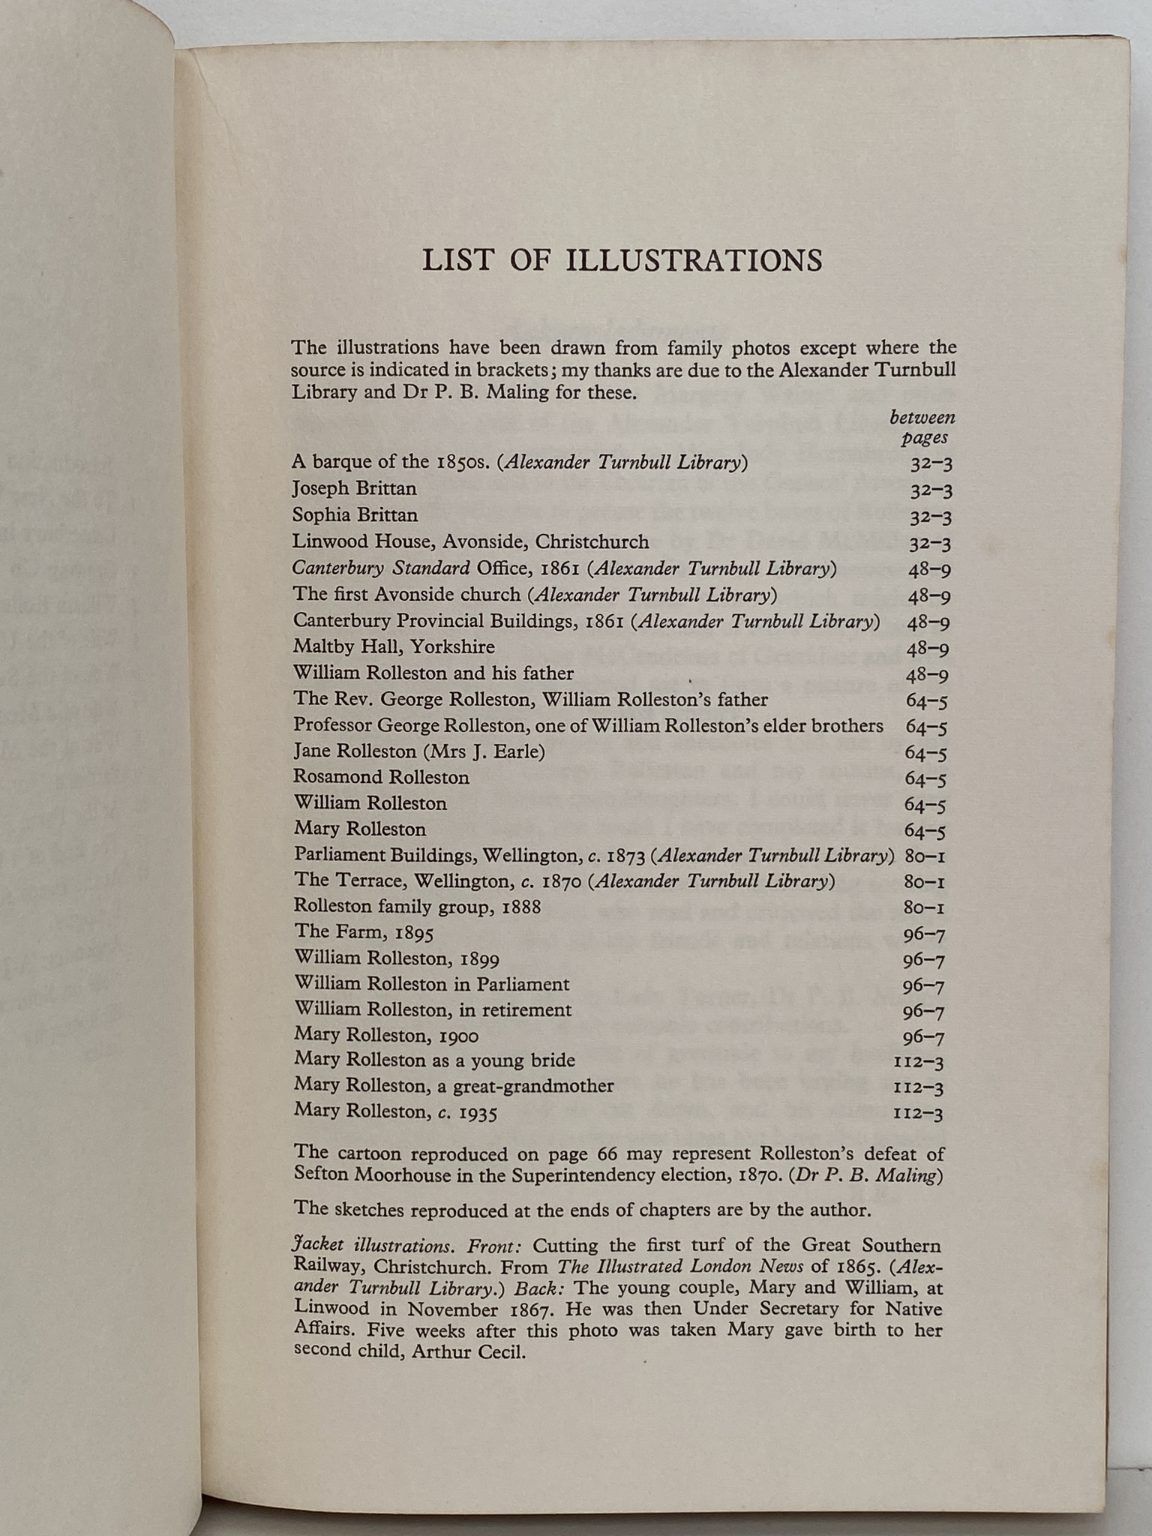 LIST OF ILLUSTRATIONS
The illustrations have been drawn from family photos except where the
source is indicated in brackets; my thanks are due to the Alexander Turnbull
Library and Dr P. B. Maling for these.
between
pages
A barque of the 1850s. (Alexander Turnbull Library) 32–3
Joseph Brittan 32–3
Sophia Brittan 32–3
Linwood House, Avonside, Christchurch 32–3
Canterbury Standard Office, 1861 (Alexander Turnbull Library) 48–9
The first Avonside church (Alexander Turnbull Library) 48–9
Canterbury Provincial Buildings, 1861 (Alexander Turnbull Library) 48–9
Maltby Hall, Yorkshire 48–9
William Rolleston and his father 48–9
The Rev. George Rolleston, William Rolleston's father 64–5
Professor George Rolleston, one of William Rolleston's elder brothers 64–5
Jane Rolleston (Mrs J. Earle) 64–5
Rosamond Rolleston 64–5
William Rolleston 64–5
Mary Rolleston 64–5
Parliament Buildings, Wellington, c. 1873 (Alexander Turnbull Library) 80–1
The Terrace, Wellington, c. 1870 (Alexander Turnbull Library) 80–1
Rolleston family group, 1888 80–1
The Farm, 1895 96–7
William Rolleston, 1899 96–7
William Rolleston in Parliament 96–7
William Rolleston, in retirement 96–7
Mary Rolleston, 1900 96–7
Mary Rolleston as a young bride 112–3
Mary Rolleston, a great-grandmother 112–3
Mary Rolleston, c. 1935 112–3
The cartoon reproduced on page 66 may represent Rolleston's defeat of
Sefton Moorhouse in the Superintendency election, 1870. (Dr P. B. Maling)
The sketches reproduced at the ends of chapters are by the author.
Jacket illustrations. Front: Cutting the first turf of the Great Southern
Railway, Christchurch. From The Illustrated London News of 1865. (Alex-
ander Turnbull Library.) Back: The young couple, Mary and William, at
Linwood in November 1867. He was then Under Secretary for Native
Affairs. Five weeks after this photo was taken Mary gave birth to her
second child, Arthur Cecil.